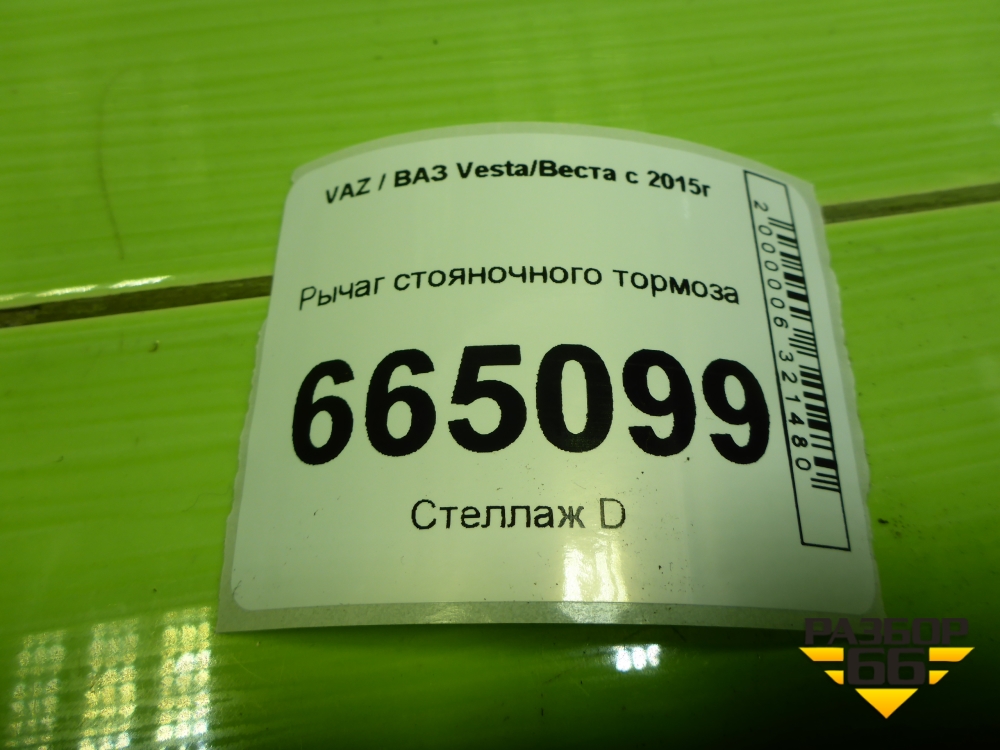 VAZ / ВАЗ Vesta/Веста с 2015г
Рычаг стояночного тормоза
665099
Стеллаж D
2000006321480
РАЗБОР
66